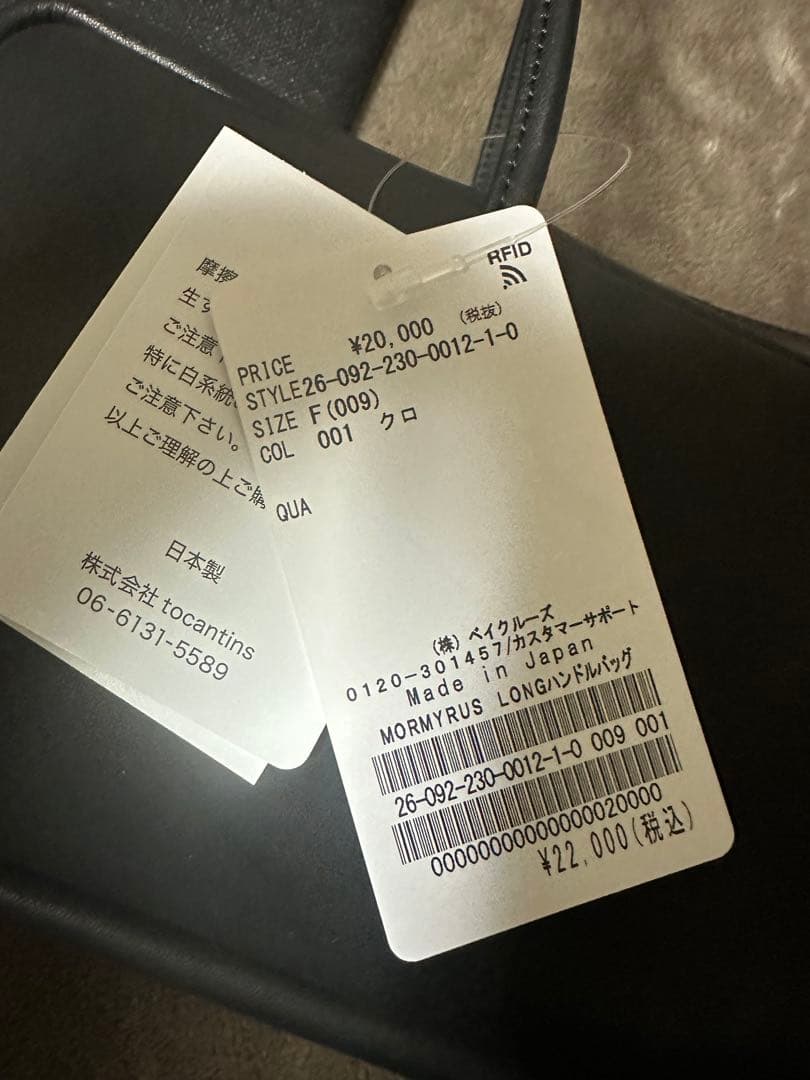 摩擦
生す
ご注意
特に白系統
ご注意下さい。
以上ご理解の上ご購
日本製
株式会社 tocantins
06-6131-5589
RFID
PRICE ¥20,000 (税抜)
STYLE26-092-230-0012-1-0
SIZE F(009)
COL 001 クロ
QUA
(株) ベイクルーズ
0120-301457/カスタマーサポート
Made in Japan
MORMYRUS LONGハンドルバッグ
26-092-230-0012-1-0 009 001
00000000000000020000
¥22,000(税込)